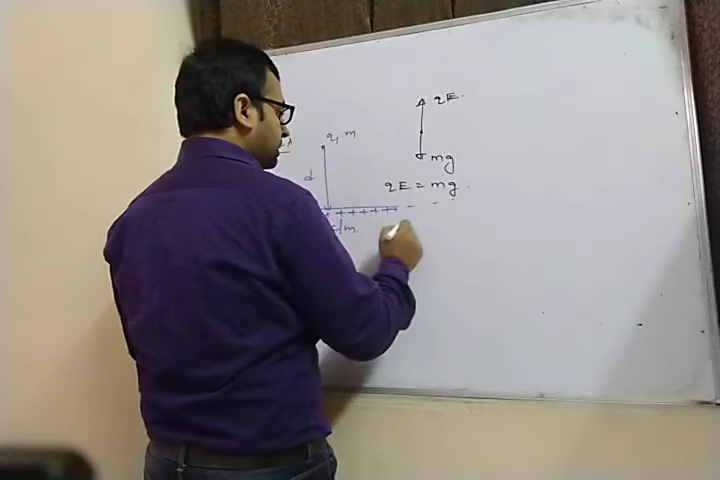 q, m
qE.
mg
d
qE = mg.
+ + + + + +
/m.